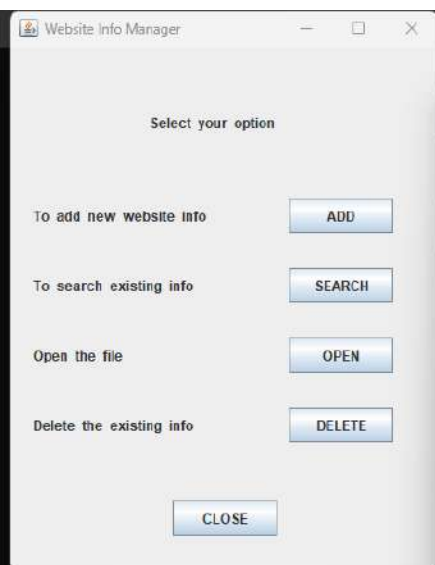 Website Info Manager
Select your option
To add new website info ADD
To search existing info SEARCH
Open the file OPEN
Delete the existing info DELETE
CLOSE